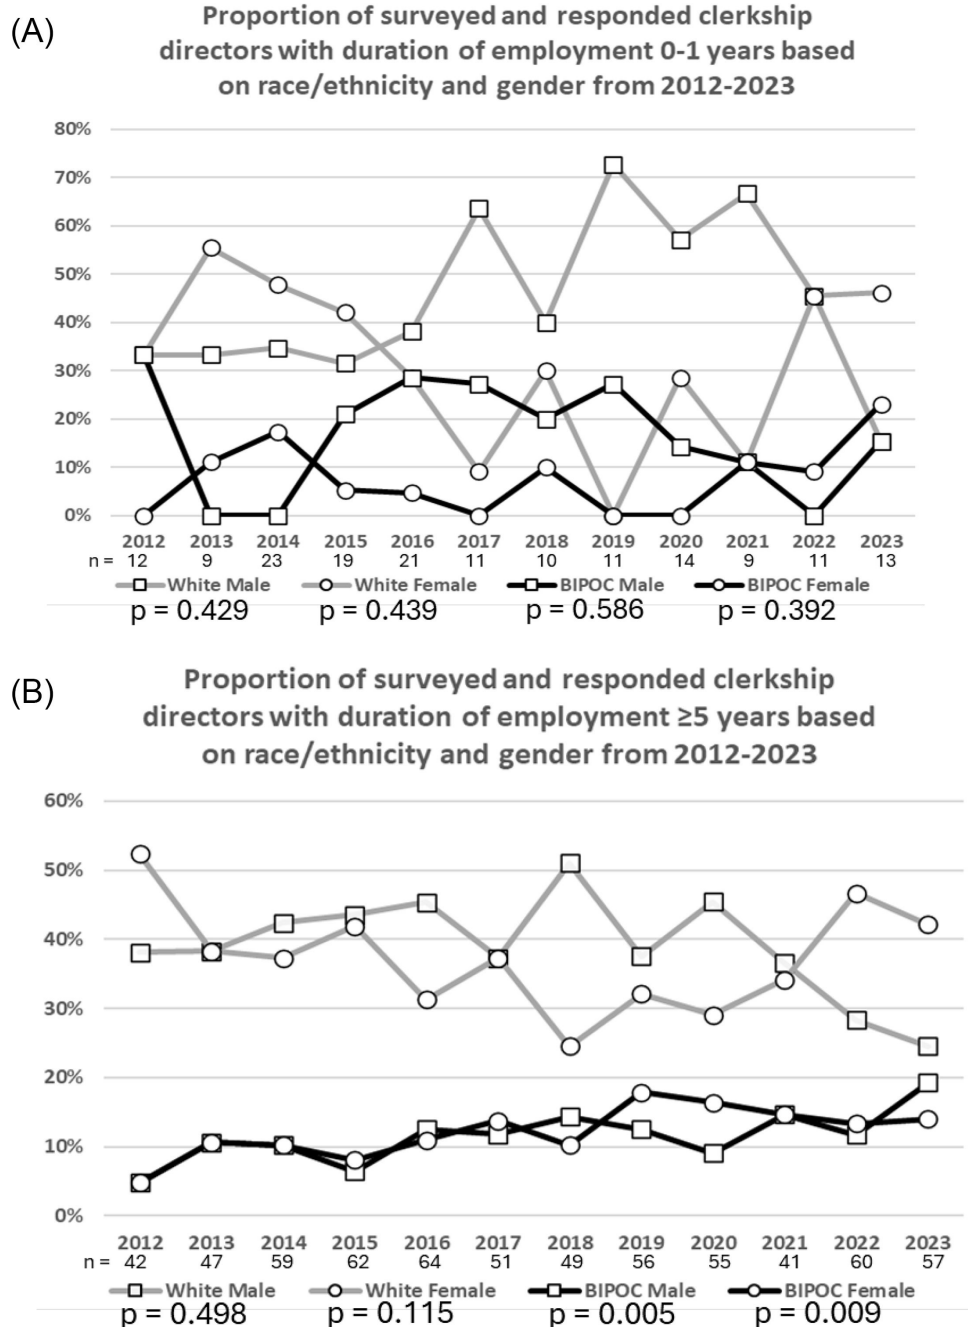 (A)
Proportion of surveyed and responded clerkship
directors with duration of employment 0-1 years based
on race/ethnicity and gender from 2012-2023
80%
70%
60%
50%
40%
30%
20%
10%
0%
2012 2013 2014 2015 2016 2017 2018 2019 2020 2021 2022 2023
n = 12 9 23 19 21 11 10 11 14 9 11 13
White Male White Female BIPOC Male BIPOC Female
p = 0.429 p = 0.439 p = 0.586 p = 0.392
(B)
Proportion of surveyed and responded clerkship
directors with duration of employment ≥5 years based
on race/ethnicity and gender from 2012-2023
60%
50%
40%
30%
20%
10%
0%
2012 2013 2014 2015 2016 2017 2018 2019 2020 2021 2022 2023
n = 42 47 59 62 64 51 49 56 55 41 60 57
White Male White Female BIPOC Male BIPOC Female
p = 0.498 p = 0.115 p = 0.005 p = 0.009